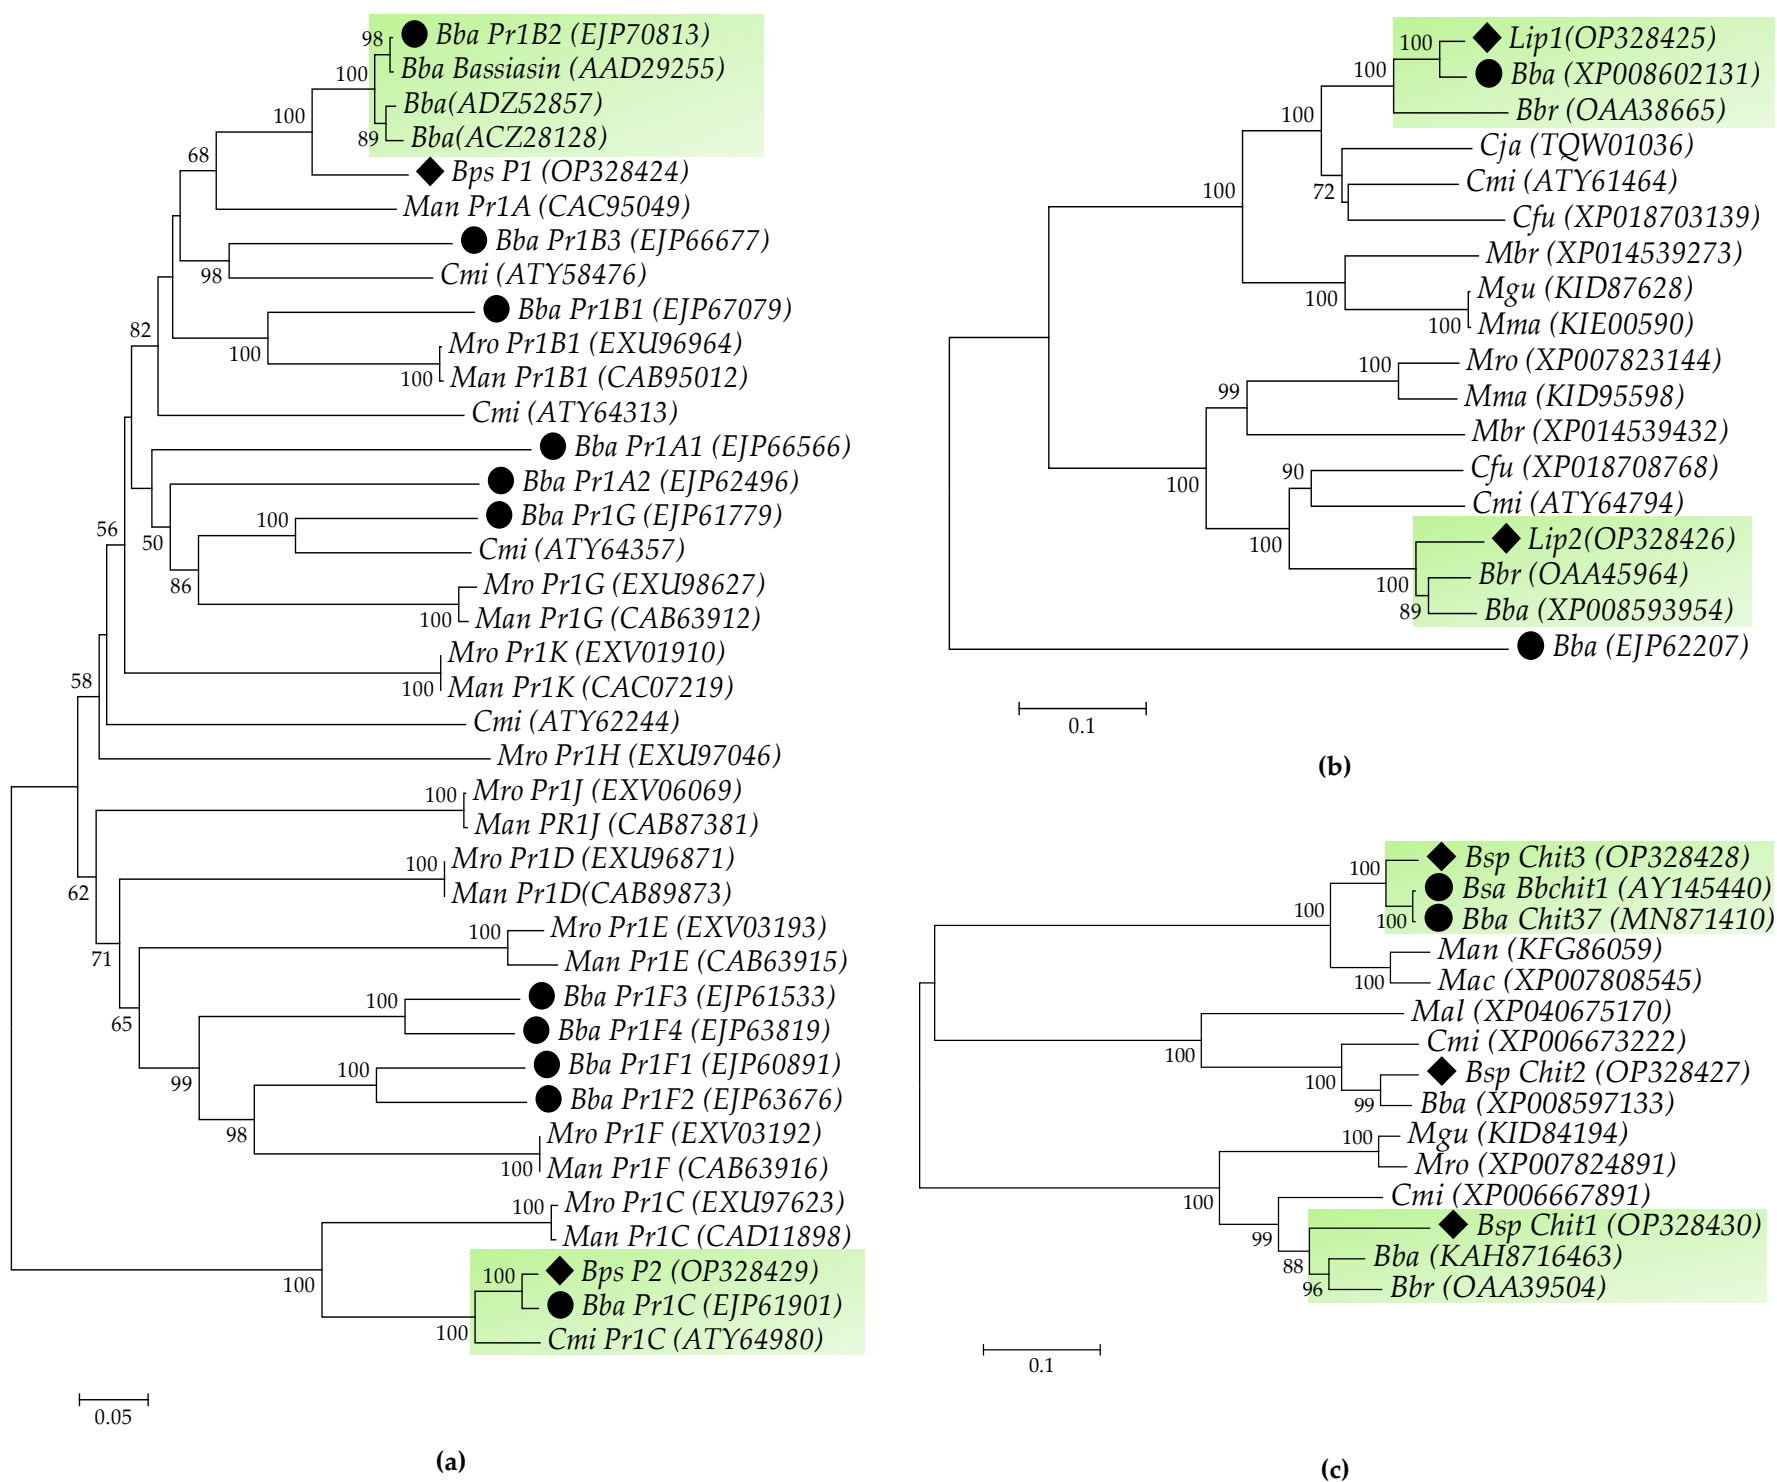 98
Bba Pr1B2 (EJP70813)
Bba Bassiasin (AAD29255)
100
Bba(ADZ52857)
100
89
Bba(ACZ28128)
68
Bps P1 (OP328424)
Man Pr1A (CAC95049)
Bba Pr1B3 (EJP66677)
98
Cmi (ATY58476)
Bba Pr1B1 (EJP67079)
82
Mro Pr1B1 (EXU96964)
100
100
Man Pr1B1 (CAB95012)
Cmi (ATY64313)
Bba Pr1A1 (EJP66566)
Bba Pr1A2 (EJP62496)
100
Bba Pr1G (EJP61779)
56
50
Cmi (ATY64357)
86
Mro Pr1G (EXU98627)
100
Man Pr1G (CAB63912)
Mro Pr1K (EXV01910)
58
100
Man Pr1K (CAC07219)
Cmi (ATY62244)
Mro Pr1H (EXU97046)
100
Mro Pr1J (EXV06069)
Man PR1J (CAB87381)
100
Mro Pr1D (EXU96871)
62
Man Pr1D(CAB89873)
100
Mro Pr1E (EXV03193)
71
Man Pr1E (CAB63915)
100
Bba Pr1F3 (EJP61533)
65
Bba Pr1F4 (EJP63819)
100
Bba Pr1F1 (EJP60891)
99
Bba Pr1F2 (EJP63676)
98
Mro Pr1F (EXV03192)
100
Man Pr1F (CAB63916)
100
Mro Pr1C (EXU97623)
Man Pr1C (CAD11898)
100
100
Bps P2 (OP328429)
Bba Pr1C (EJP61901)
100
Cmi Pr1C (ATY64980)
0.05
(a)
100
Lip1(OP328425)
100
Bba (XP008602131)
100
Bbr (OAA38665)
Cja (TQW01036)
100
72
Cmi (ATY61464)
Cfu (XP018703139)
Mbr (XP014539273)
100
Mgu (KID87628)
100
Mma (KIE00590)
100
Mro (XP007823144)
99
Mma (KID95598)
Mbr (XP014539432)
100
90
Cfu (XP018708768)
Cmi (ATY64794)
100
Lip2(OP328426)
100
Bbr (OAA45964)
89
Bba (XP008593954)
Bba (EJP62207)
0.1
(b)
100
Bsp Chit3 (OP328428)
Bsa Bbchit1 (AY145440)
100
100
Bba Chit37 (MN871410)
Man (KFG86059)
100
Mac (XP007808545)
Mal (XP040675170)
100
Cmi (XP006673222)
100
Bsp Chit2 (OP328427)
99
Bba (XP008597133)
100
Mgu (KID84194)
Mro (XP007824891)
100
Cmi (XP006667891)
99
Bsp Chit1 (OP328430)
88
Bba (KAH8716463)
96
Bbr (OAA39504)
0.1
(c)